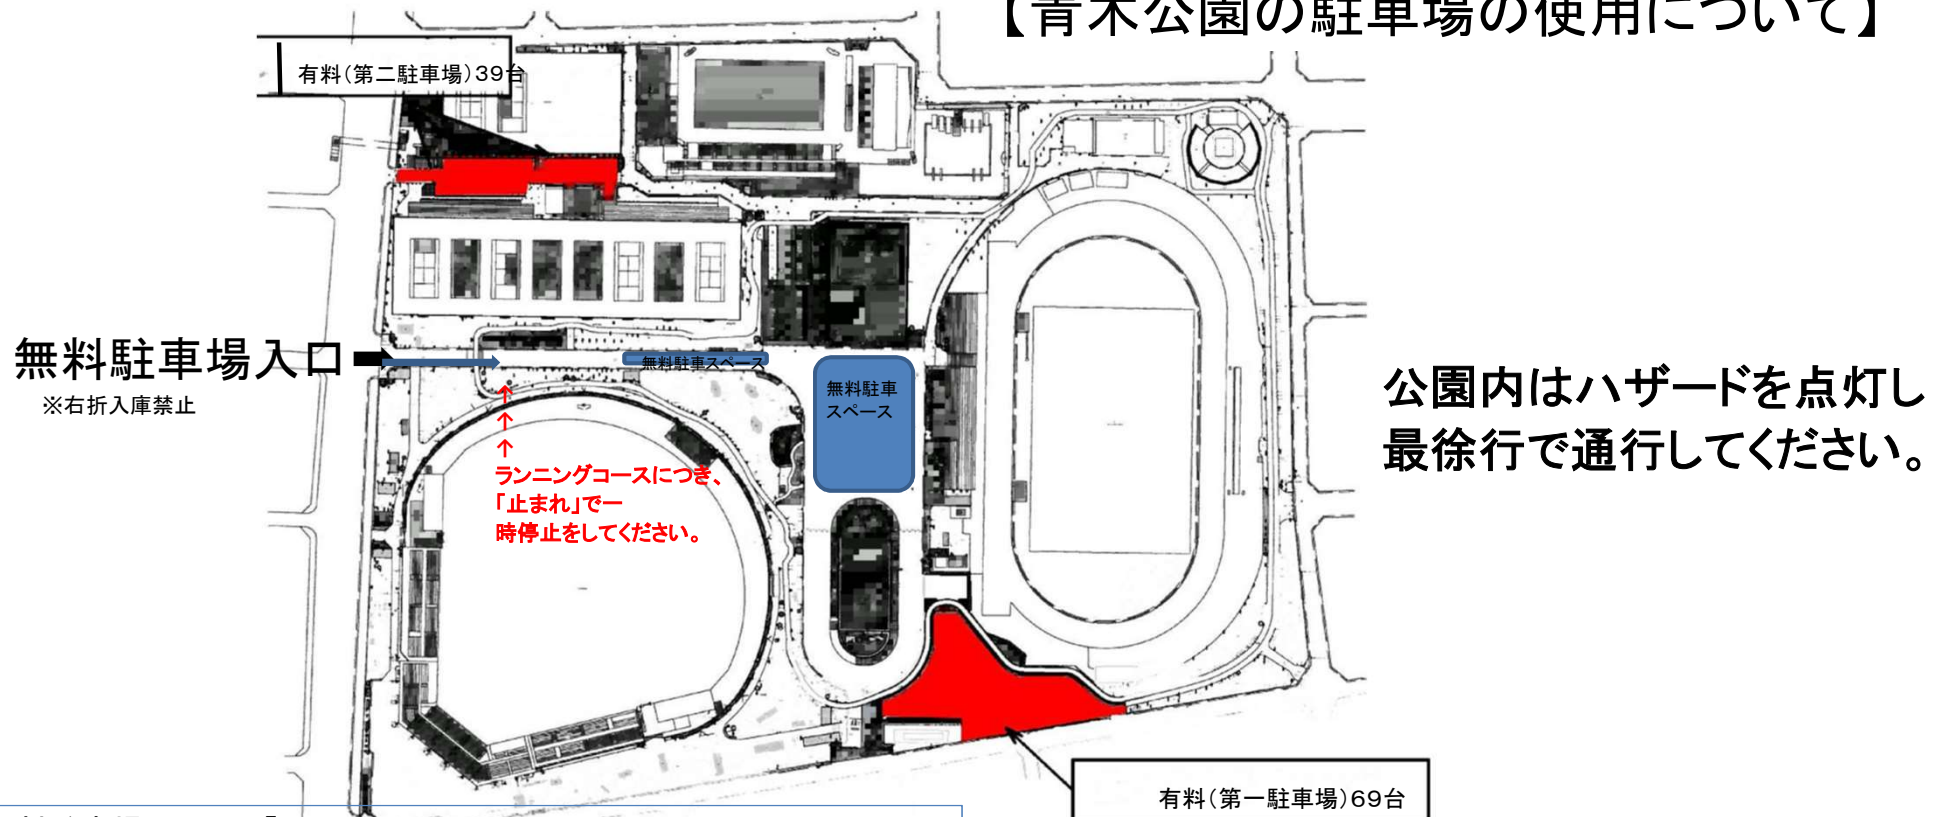 【青木公園の駐車場の使用について】
有料(第二駐車場)39台
無料駐車場入口
※右折入庫禁止
無料駐車スペース
無料駐車
スペース
公園内はハザードを点灯し
最徐行で通行してください。
↑
↑
↑
ランニングコースにつき、
「止まれ」で一
時停止をしてください。
有料(第一駐車場)69台